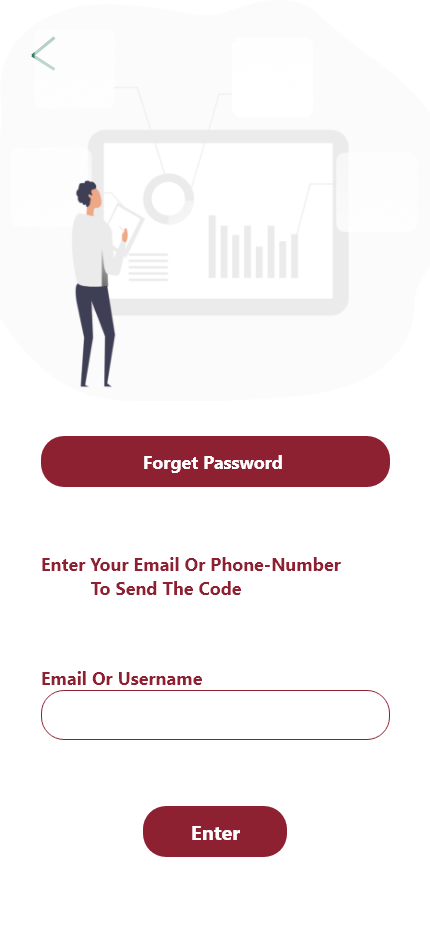 Forget Password
Enter Your Email Or Phone-Number
To Send The Code
Email Or Username
Enter